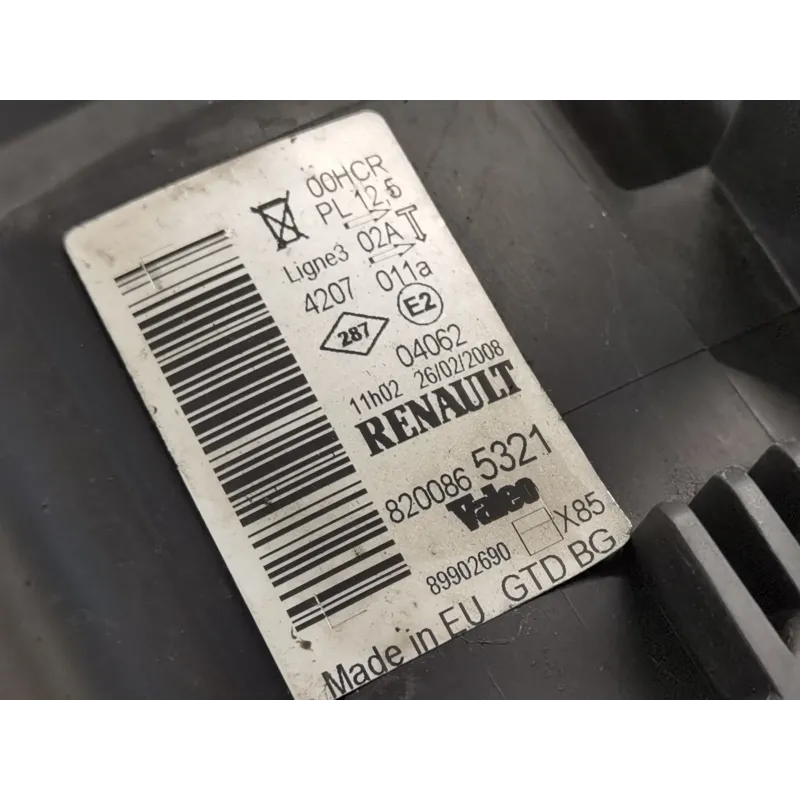 00HCR
PL 12,5
Ligne3 02A
4207 011a
287 E2
04062
11h02 26/02/2008
RENAULT
820086 5321
Valeo
89902690 X85
Made in EU GTD BG